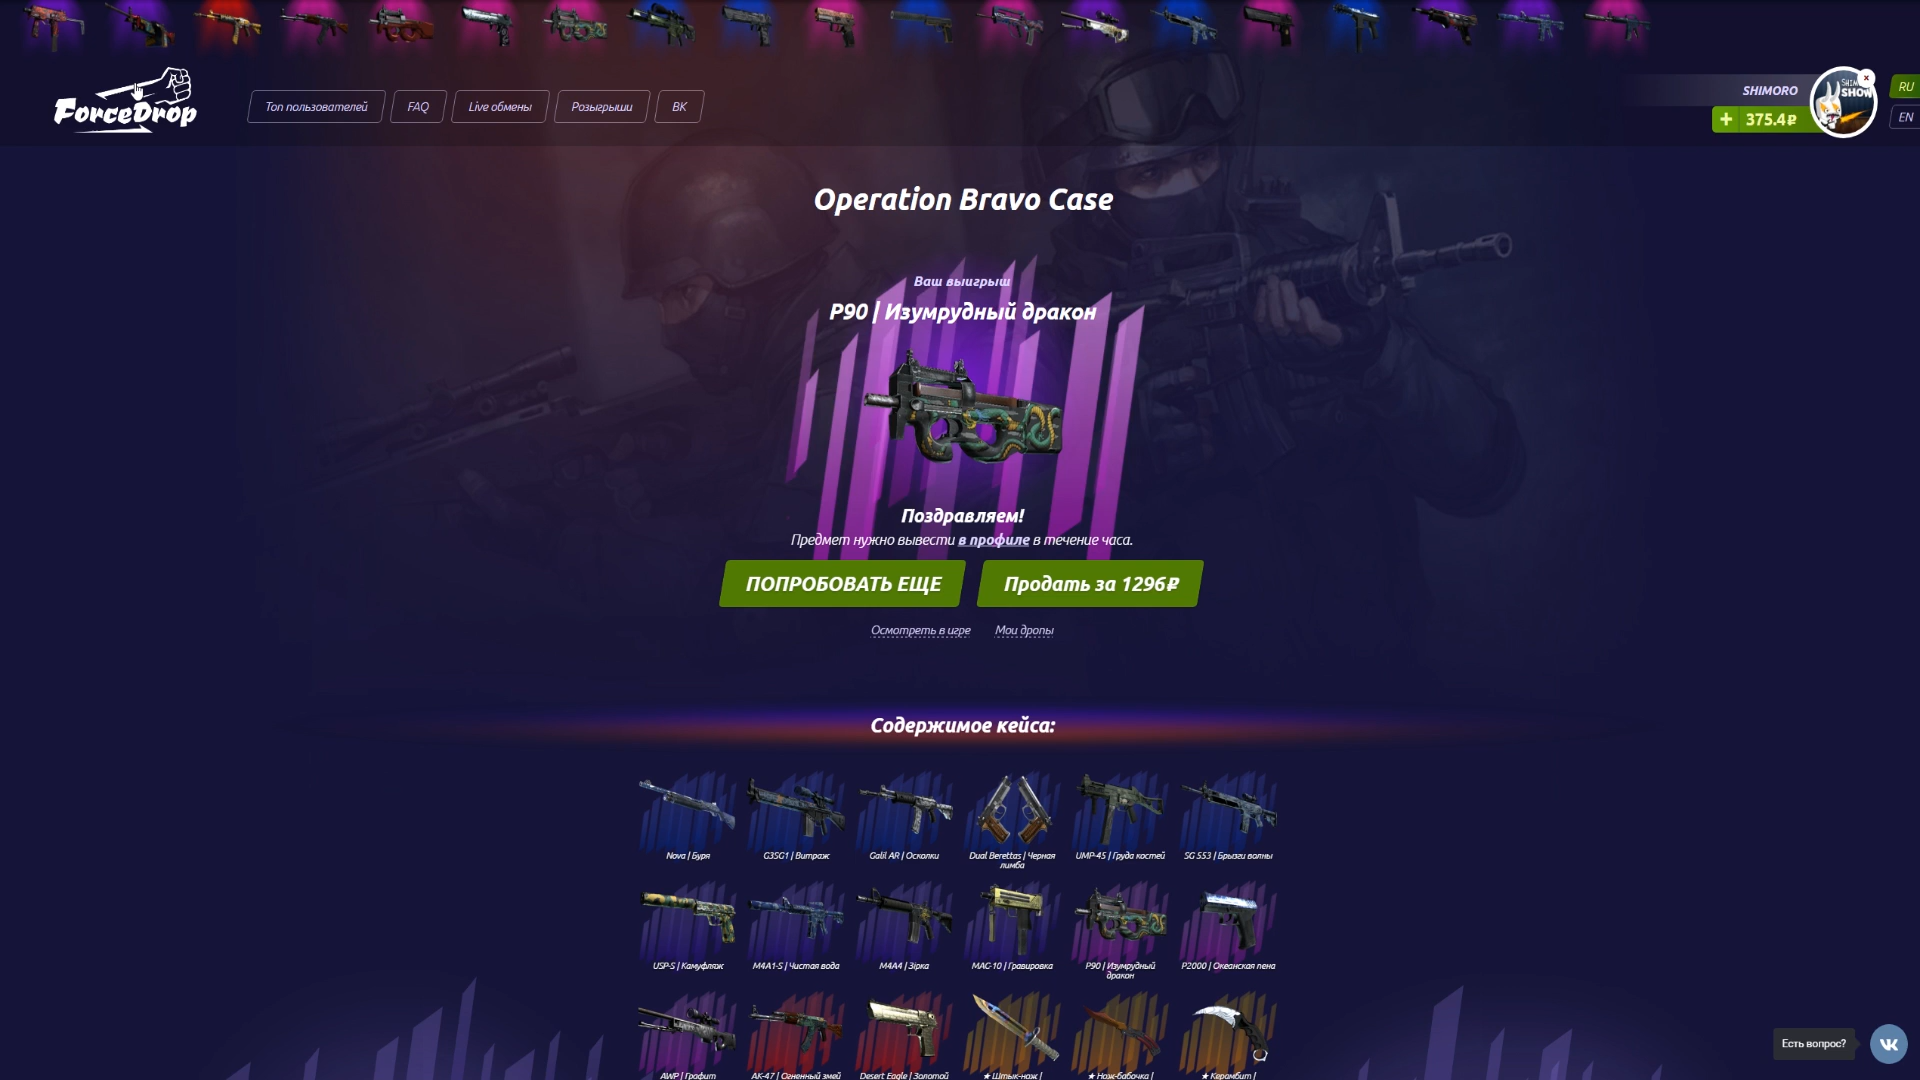 ForceDrop
Топ пользователей
FAQ
Live обмены
Розыгрыши
ВК
SHIMORO
+ 375.4₽
SHOW
RU
EN
Operation Bravo Case
Ваш выигрыш
P90 | Изумрудный дракон
Поздравляем!
Предмет нужно вывести в профиле в течение часа.
ПОПРОБОВАТЬ ЕЩЕ
Продать за 1296₽
Осмотреть в игре
Мои дропы
Содержимое кейса:
Nova | Буря
G3SG1 | Витраж
Galil AR | Осколки
Dual Berettas | Черная
лимба
UMP-45 | Груда костей
SG 553 | Брызги волны
USP-S | Камуфляж
M4A1-S | Чистая вода
M4A4 | Зірка
MAC-10 | Гравировка
P90 | Изумрудный
дракон
P2000 | Океанская пена
AWP | Графит
AK-47 | Огненный змей
Desert Eagle | Золотой
★ Штык-нож |
★ Нож-бабочка |
★ Керамбит |
Есть вопрос?